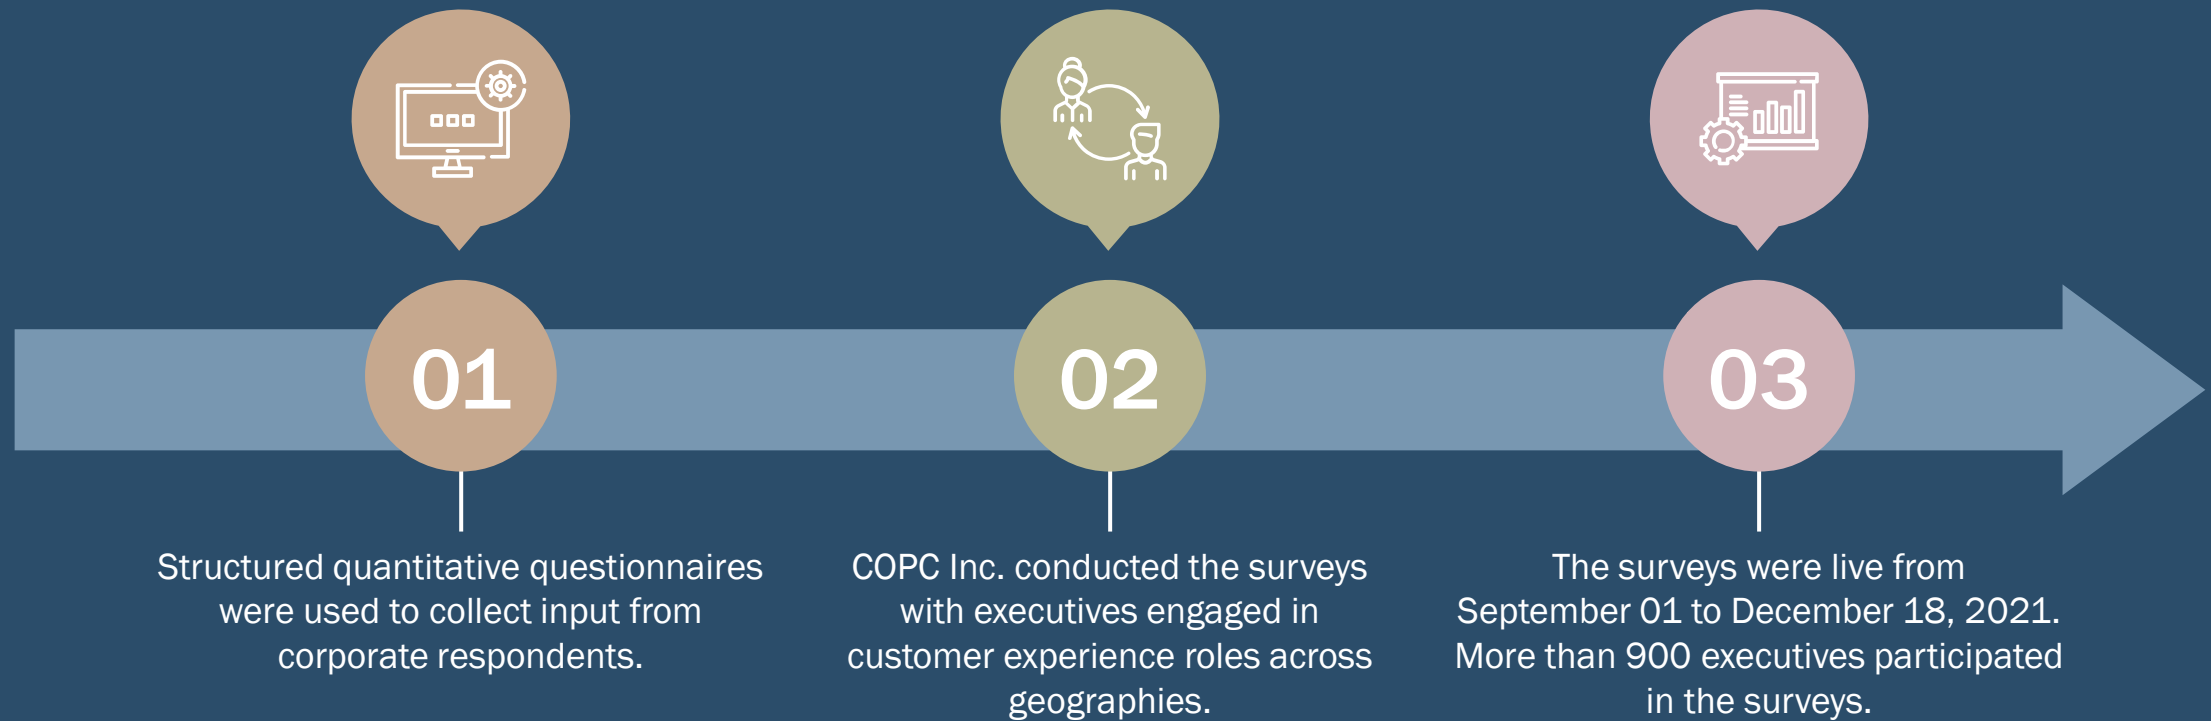 01
Structured quantitative questionnaires
were used to collect input from
corporate respondents.
02
COPC Inc. conducted the surveys
with executives engaged in
customer experience roles across
geographies.
03
The surveys were live from
September 01 to December 18, 2021.
More than 900 executives participated
in the surveys.